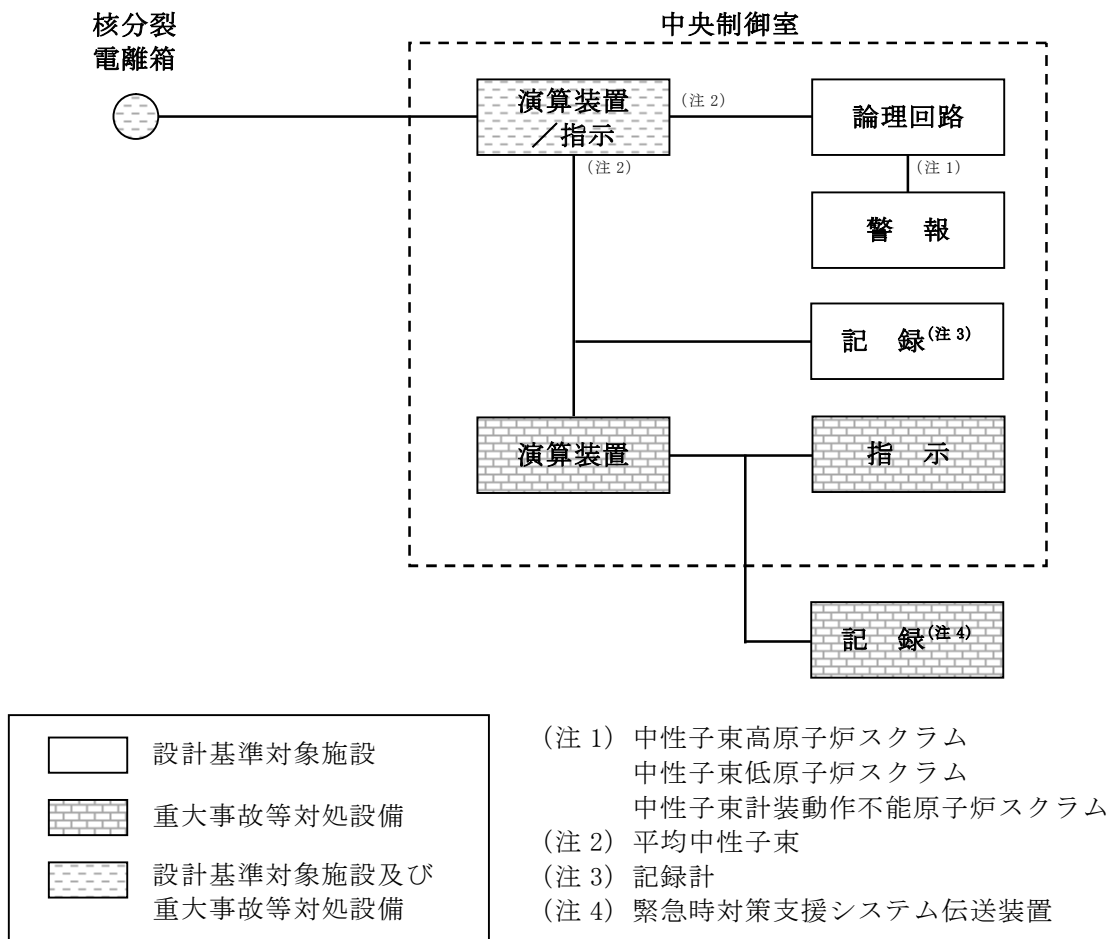 核分裂
電離箱
中央制御室
演算装置
／指示
(注 2)
論理回路
(注 2)
(注 1)
警 報
記 録(注 3)
演算装置
指 示
記 録(注 4)
設計基準対象施設
重大事故等対処設備
設計基準対象施設及び
重大事故等対処設備
(注 1) 中性子束高原子炉スクラム
中性子束低原子炉スクラム
中性子束計装動作不能原子炉スクラム
(注 2) 平均中性子束
(注 3) 記録計
(注 4) 緊急時対策支援システム伝送装置